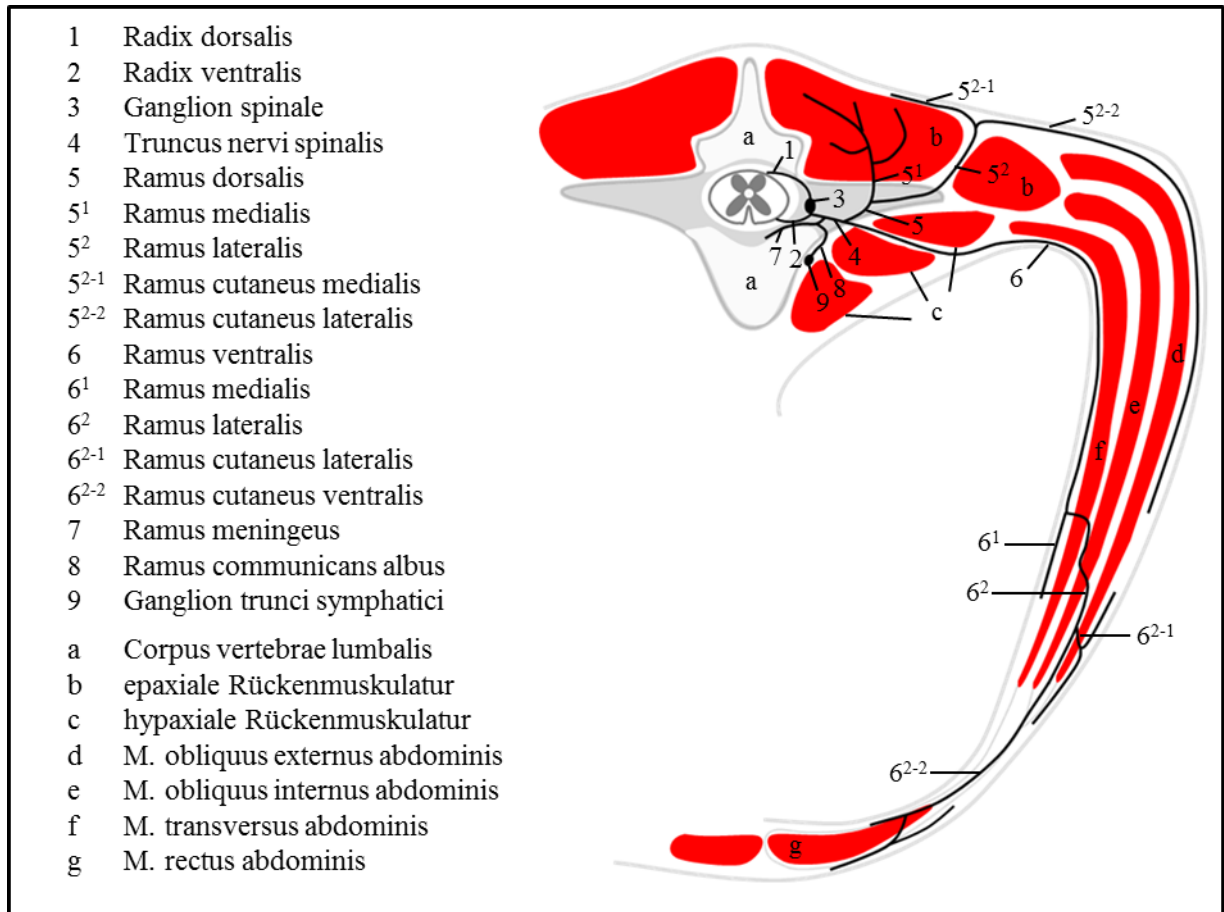 1 Radix dorsalis
2 Radix ventralis
3 Ganglion spinale
4 Truncus nervi spinalis
5 Ramus dorsalis
5¹ Ramus medialis
5² Ramus lateralis
5²⁻¹ Ramus cutaneus medialis
5²⁻² Ramus cutaneus lateralis
6 Ramus ventralis
6¹ Ramus medialis
6² Ramus lateralis
6²⁻¹ Ramus cutaneus lateralis
6²⁻² Ramus cutaneus ventralis
7 Ramus meningeus
8 Ramus communicans albus
9 Ganglion trunci symphatici
a Corpus vertebrae lumbalis
b epaxiale Rückenmuskulatur
c hypaxiale Rückenmuskulatur
d M. obliquus externus abdominis
e M. obliquus internus abdominis
f M. transversus abdominis
g M. rectus abdominis
5²⁻¹
5²⁻²
a
b
1
5¹
5²
b
3
5
7
2
4
6
a
9
8
c
d
e
f
6¹
6²
6²⁻¹
6²⁻²
g